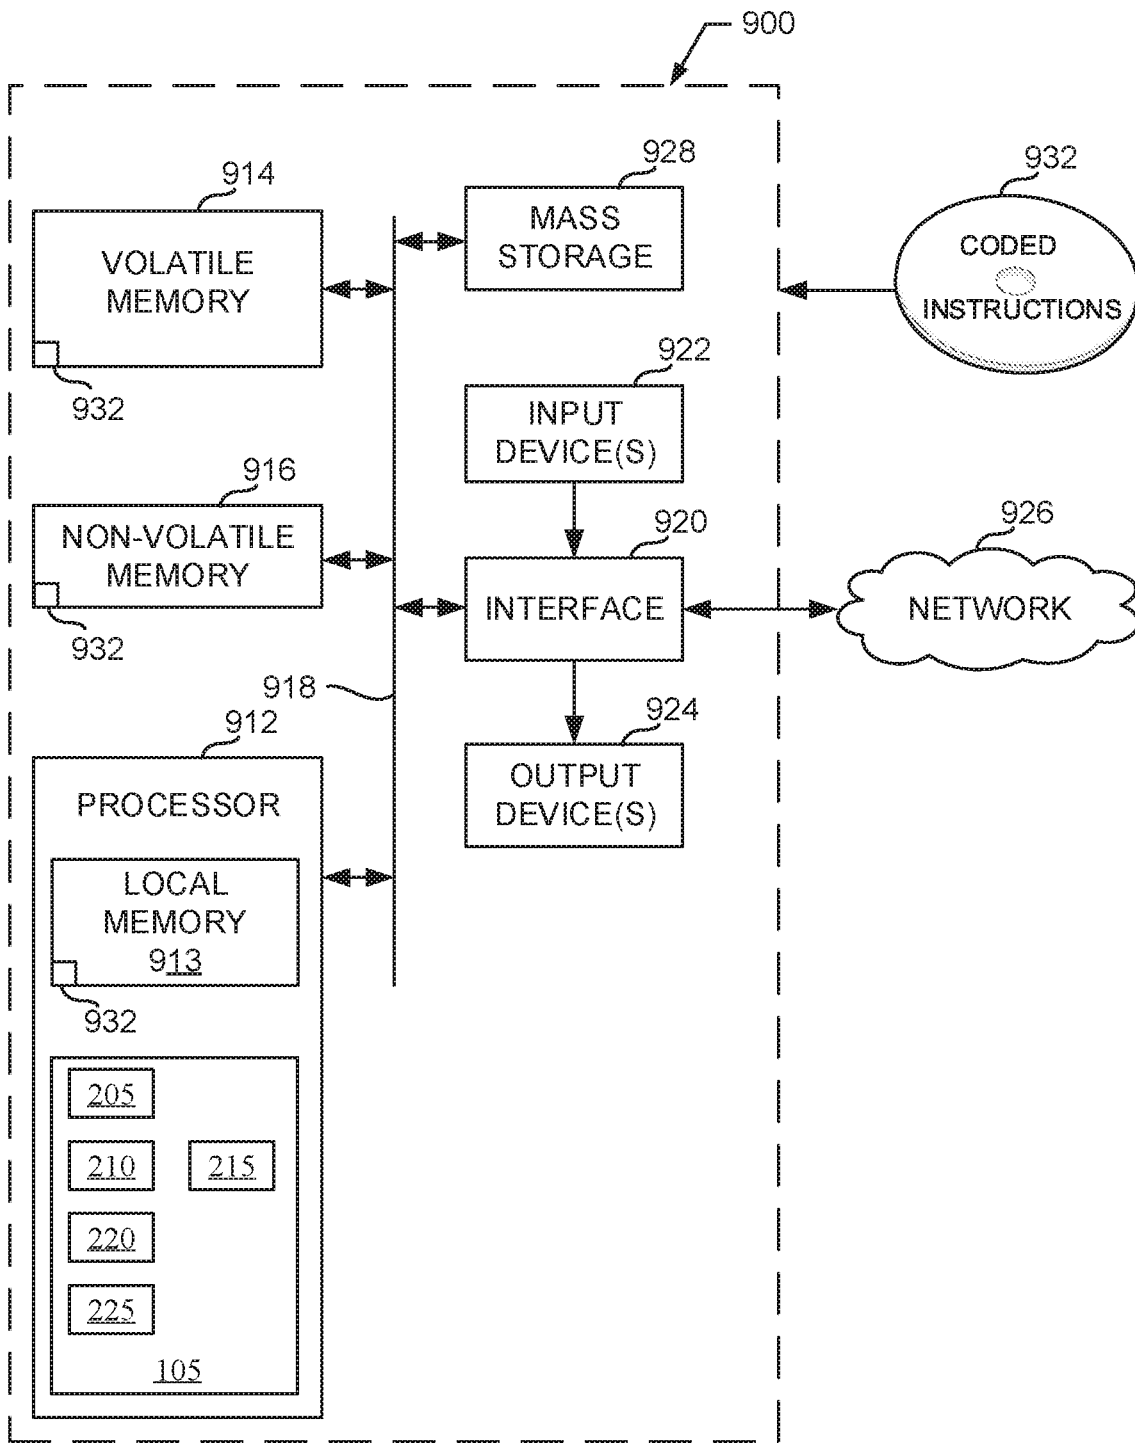 900
914
VOLATILE
MEMORY
932
928
MASS
STORAGE
932
CODED
INSTRUCTIONS
922
INPUT
DEVICE(S)
916
NON-VOLATILE
MEMORY
932
920
INTERFACE
926
NETWORK
918
924
OUTPUT
DEVICE(S)
912
PROCESSOR
LOCAL
MEMORY
913
932
205
210
215
220
225
105